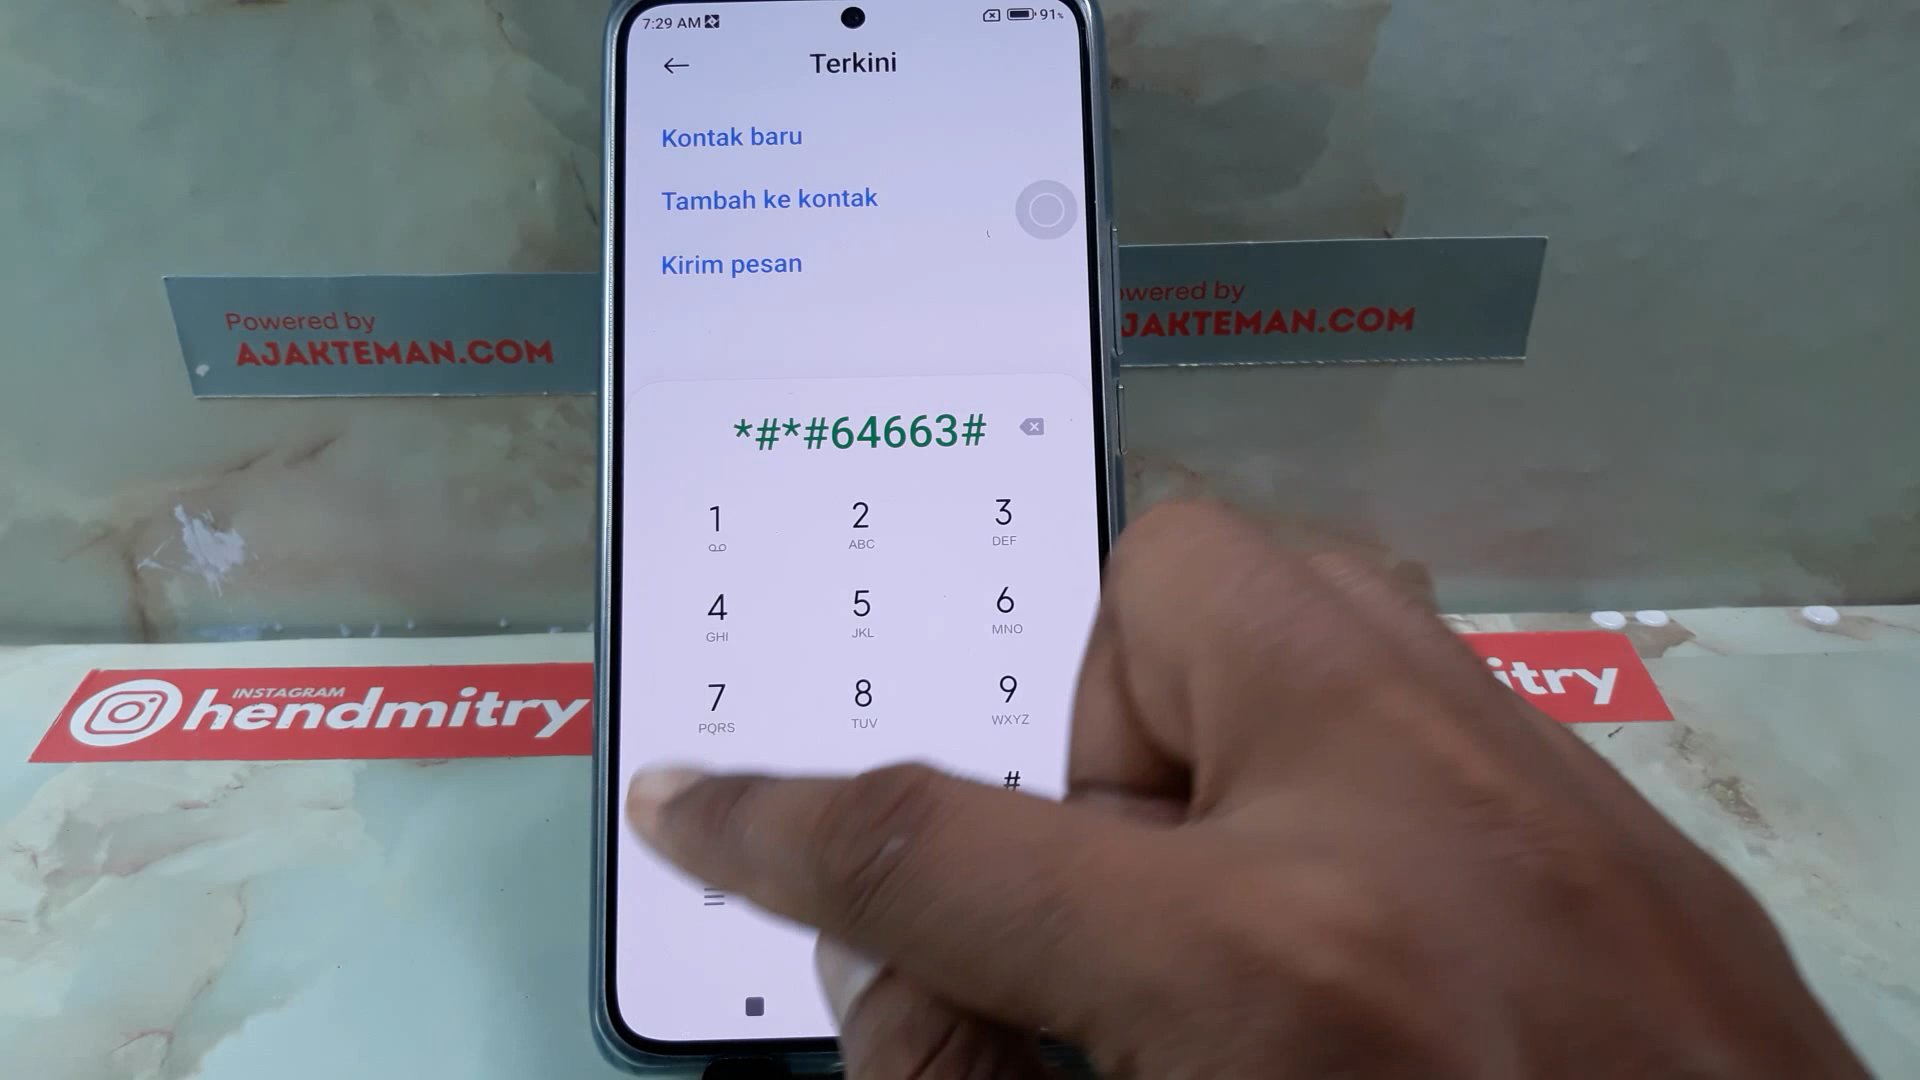 7:29 AM
91%
Terkini
Kontak baru
Tambah ke kontak
Kirim pesan
Powered by
AJAKTEMAN.COM
owered by
JAKTEMAN.COM
*#*#64663#
1
2
ABC
3
DEF
4
GHI
5
JKL
6
MNO
7
PQRS
8
TUV
9
WXYZ
#
INSTAGRAM
hendmitry
itry